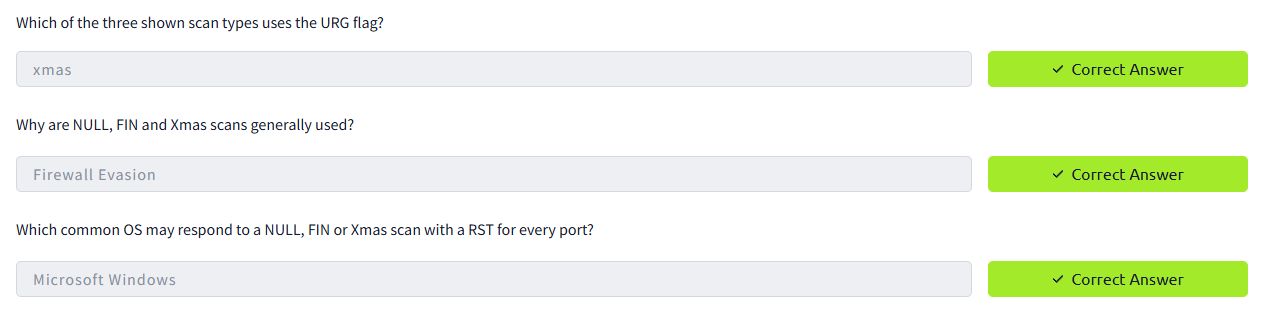 Which of the three shown scan types uses the URG flag?
xmas
✓ Correct Answer
Why are NULL, FIN and Xmas scans generally used?
Firewall Evasion
✓ Correct Answer
Which common OS may respond to a NULL, FIN or Xmas scan with a RST for every port?
Microsoft Windows
✓ Correct Answer